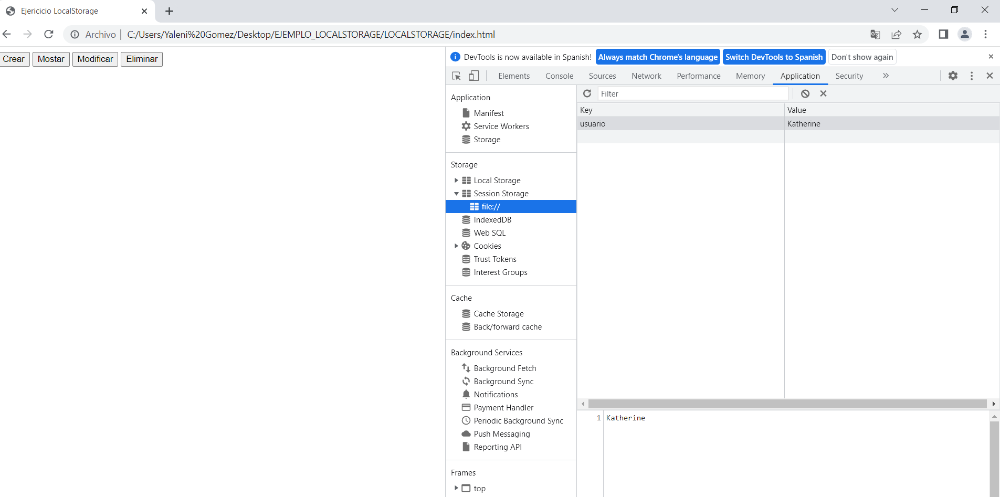 Ejericicio LocalStorage
Archivo | C:/Users/Yaleni%20Gomez/Desktop/EJEMPLO_LOCALSTORAGE/LOCALSTORAGE/index.html
Crear Mostar Modificar Eliminar
DevTools is now available in Spanish! Always match Chrome's language Switch DevTools to Spanish Don't show again
Elements Console Sources Network Performance Memory Application Security
Application
Manifest
Service Workers
Storage
Storage
Local Storage
Session Storage
file://
IndexedDB
Web SQL
Cookies
Trust Tokens
Interest Groups
Cache
Cache Storage
Back/forward cache
Background Services
Background Fetch
Background Sync
Notifications
Payment Handler
Periodic Background Sync
Push Messaging
Reporting API
Frames
top
Filter
Key Value
usuario Katherine
1 Katherine